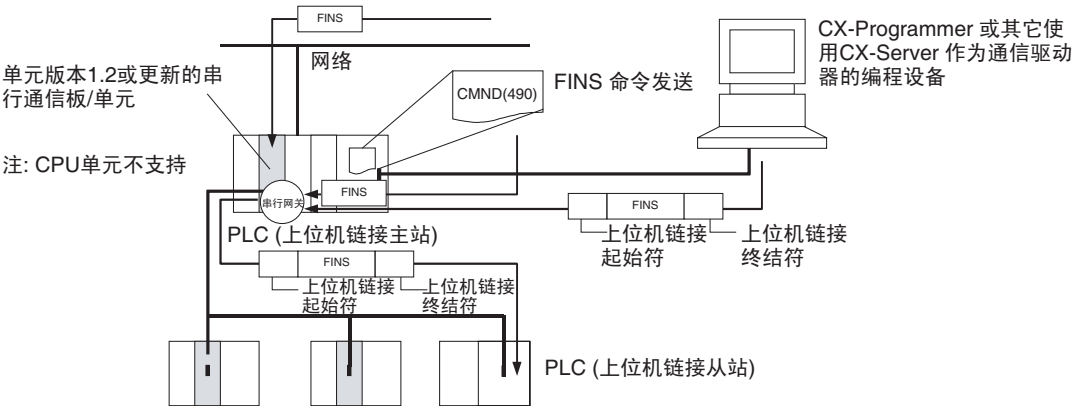 FINS
网络
单元版本1.2或更新的串
行通信板/单元
注: CPU单元不支持
CMND(490)
FINS 命令发送
CX-Programmer 或其它使
用CX-Server 作为通信驱动
器的编程设备
FINS
串行网关
FINS
PLC (上位机链接主站)
上位机链接
起始符
上位机链接
终结符
FINS
上位机链接
起始符
上位机链接
终结符
PLC (上位机链接从站)